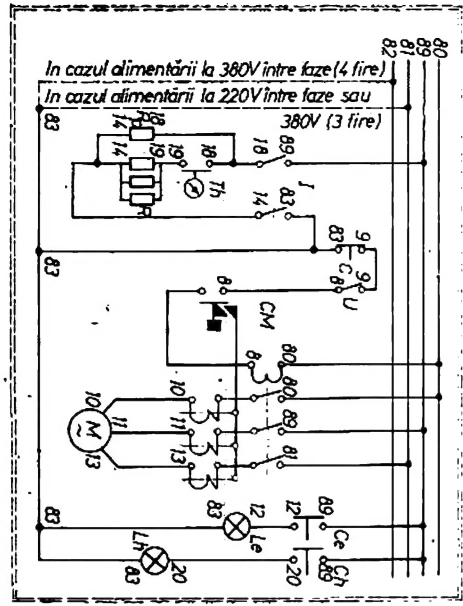 In cazul alimentării la 380V între faze (4 fire)
In cazul alimentării la 220V între faze sau
380V (3 fire)
82
81
89
80
83
R
18
14
14
19
19
18
Th
R
18
89
I
14
83
83
83
9
C
8
9
U
8
CM
8
80
80
10
10
11
11
89
M
~
13
13
81
83
83
12
Le
12
89
Ce
Lh
83
20
20
89
Ch